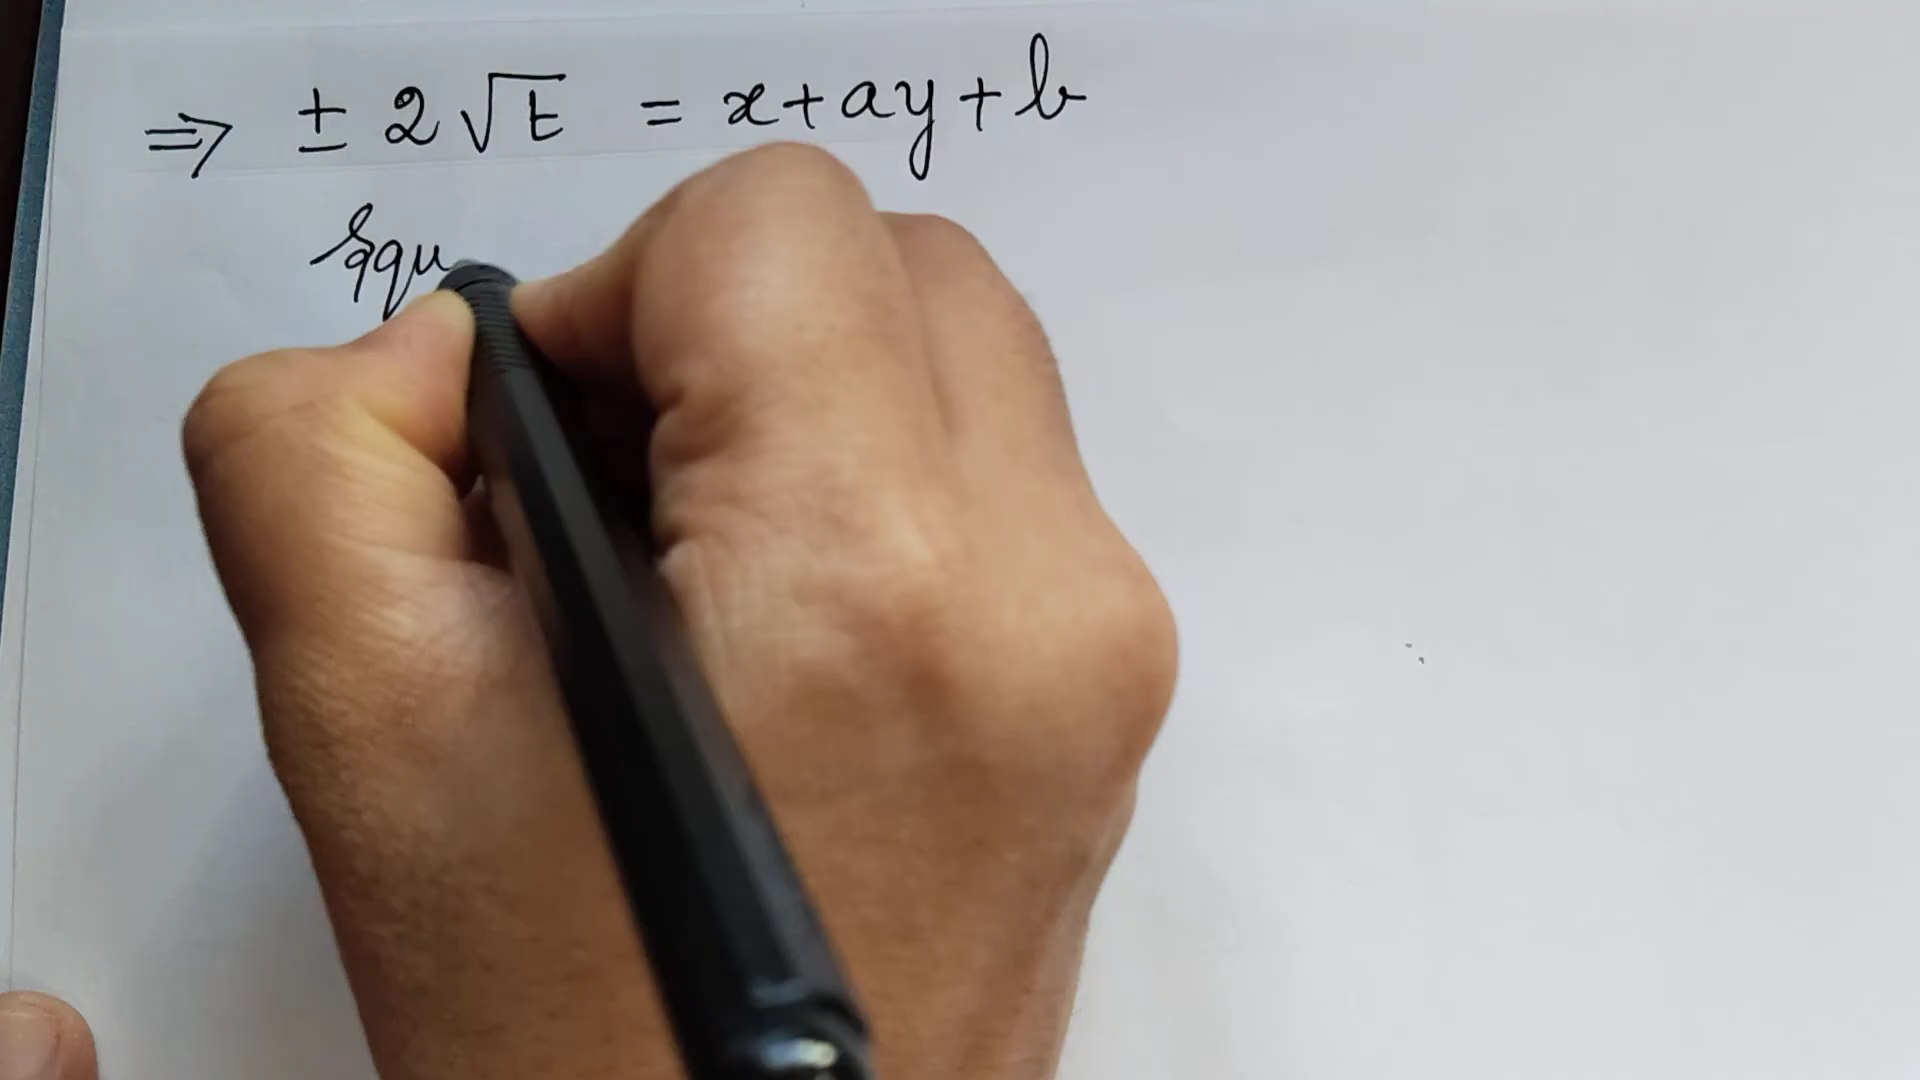 ⇒ ± 2 √t = x + ay + b
Squ